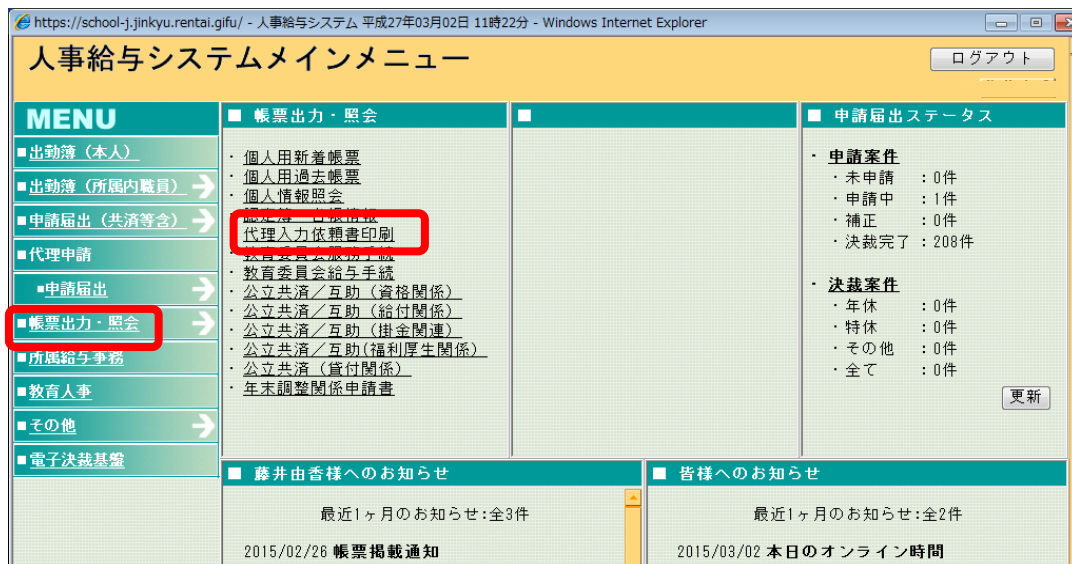 https://school-j.jinkyu.rentai.gifu/ - 人事給与システム 平成27年03月02日 11時22分 - Windows Internet Explorer
人事給与システムメインメニュー
ログアウト
MENU
■出勤簿（本人）
■出勤簿（所属内職員）
■申請届出（共済等含）
■代理申請
■申請届出
■帳票出力・照会
■所属給与事務
■教育人事
■その他
■電子決裁基盤
■ 帳票出力・照会
・ 個人用新着帳票
・ 個人用過去帳票
・ 個人情報照会
代理入力依頼書印刷
・ 教育委員会給与手続
・ 公立共済／互助（資格関係）
・ 公立共済／互助（給付関係）
・ 公立共済／互助（掛金関連）
・ 公立共済／互助(福利厚生関係）
・ 公立共済（貸付関係）
・ 年末調整関係申請書
■
■ 申請届出ステータス
・ 申請案件
・未申請 ：0件
・申請中 ：1件
・補正 ：0件
・決裁完了 ：208件
・ 決裁案件
・年休 ：0件
・特休 ：0件
・その他 ：0件
・全て ：0件
更新
■ 藤井由香様へのお知らせ
最近1ヶ月のお知らせ:全3件
2015/02/26 帳票掲載通知
■ 皆様へのお知らせ
最近1ヶ月のお知らせ:全2件
2015/03/02 本日のオンライン時間